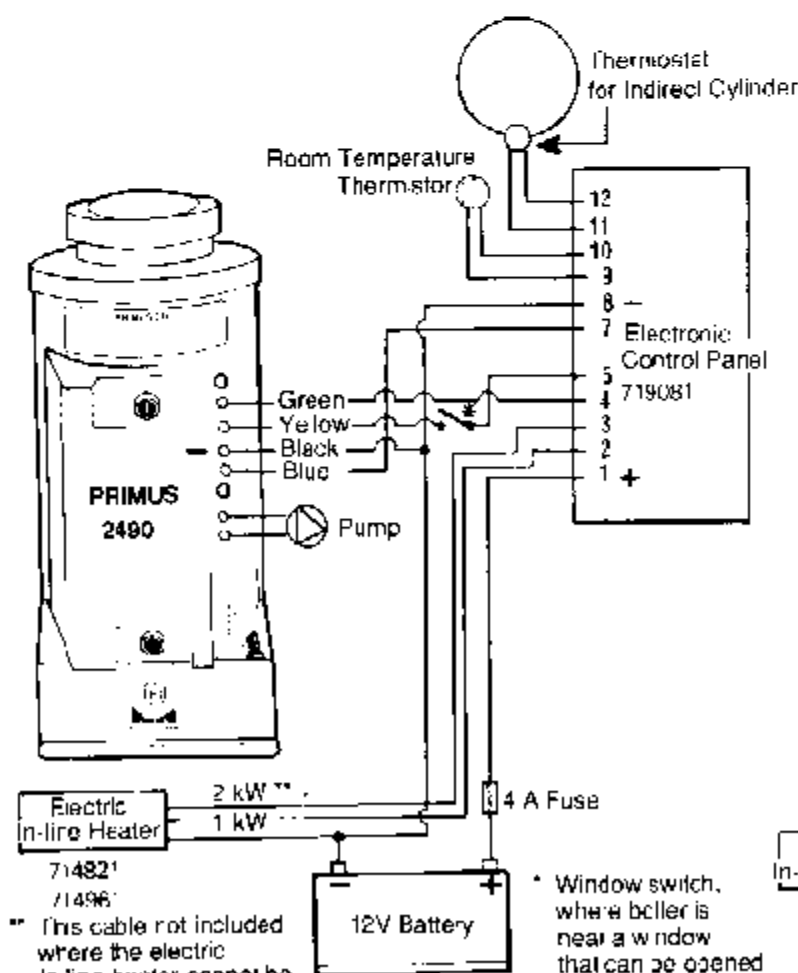 Thermostat
for Indirect Cylinder
Room Temperature
Thermistor
12
11
10
9
8 −
7
Electronic
Control Panel
719081
5
4
3
2
1 +
Green
Yellow *
− Black
Blue
PRIMUS
2490
Pump
2 kW **
1 kW
Electric
In-line Heater
714821
714961
4 A Fuse
− +
12V Battery
** This cable not included
where the electric
* Window switch,
where boiler is
near a window
that can be opened
In-